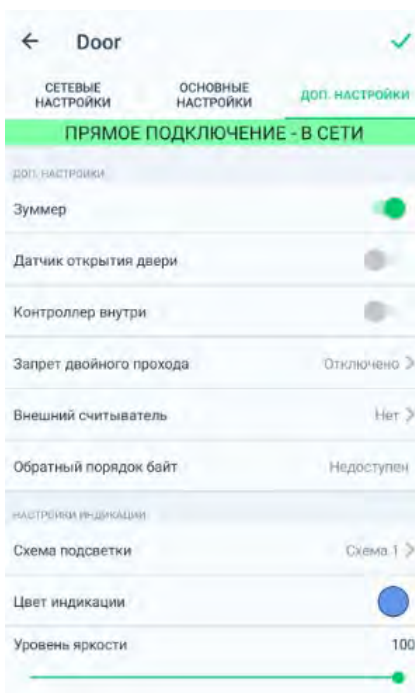 Door
СЕТЕВЫЕ НАСТРОЙКИ
ОСНОВНЫЕ НАСТРОЙКИ
ДОП. НАСТРОЙКИ
ПРЯМОЕ ПОДКЛЮЧЕНИЕ - В СЕТИ
ДОП. НАСТРОЙКИ
Зуммер
Датчик открытия двери
Контроллер внутри
Запрет двойного прохода Отключено
Внешний считыватель Нет
Обратный порядок байт Недоступен
НАСТРОЙКИ ИНДИКАЦИИ
Схема подсветки Схема 1
Цвет индикации
Уровень яркости 100